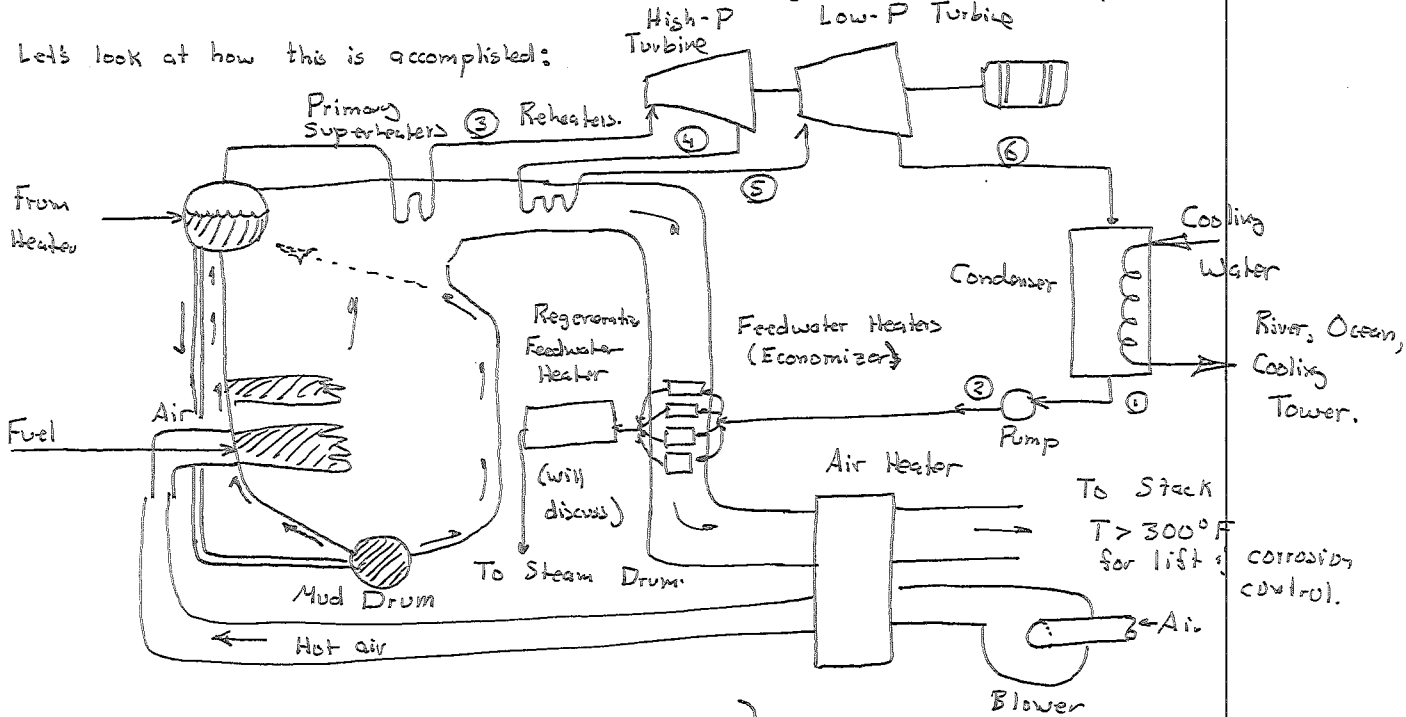 High-P
Turbine
Low-P Turbine
Let's look at how this is accomplished:
Primary
Superheaters
③
Reheaters.
④
⑤
⑥
From
Heater
Cooling
Water
Condenser
River, Ocean,
Cooling
Tower.
Regenerative
Feedwater
Heater
(will
discuss)
To Steam Drum.
Feedwater Heaters
(Economizer)
②
①
Pump
Air
Fuel
Mud Drum
Air Heater
To Stack
T > 300°F
for lift & corrosion
control.
Hot air
Air
Blower